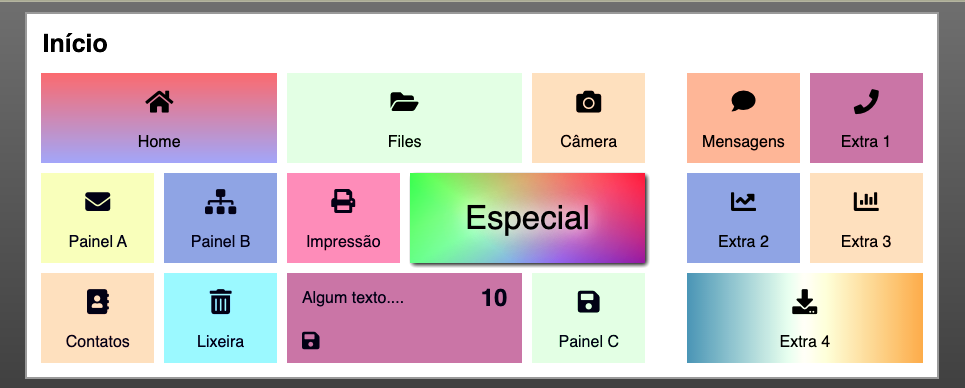 Início
Home
Files
Câmera
Mensagens
Extra 1
Painel A
Painel B
Impressão
Especial
Extra 2
Extra 3
Contatos
Lixeira
Algum texto.... 10
Painel C
Extra 4